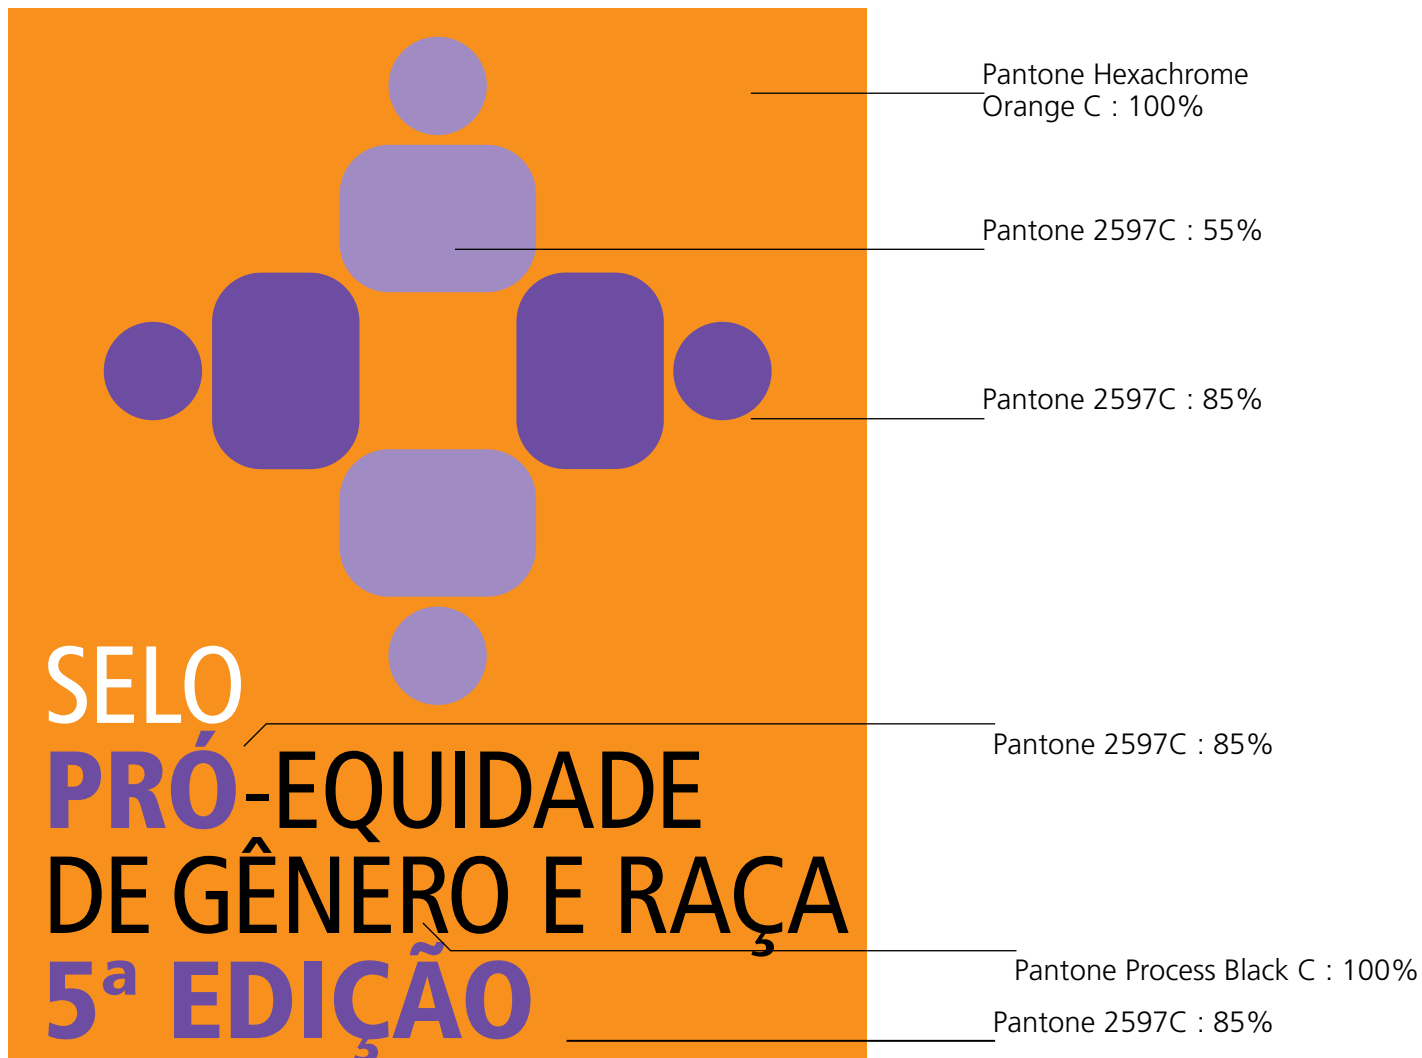 Pantone Hexachrome
Orange C : 100%
Pantone 2597C : 55%
Pantone 2597C : 85%
SELO
PRÓ-EQUIDADE
DE GÊNERO E RAÇA
5ª EDIÇÃO
Pantone 2597C : 85%
Pantone Process Black C : 100%
Pantone 2597C : 85%